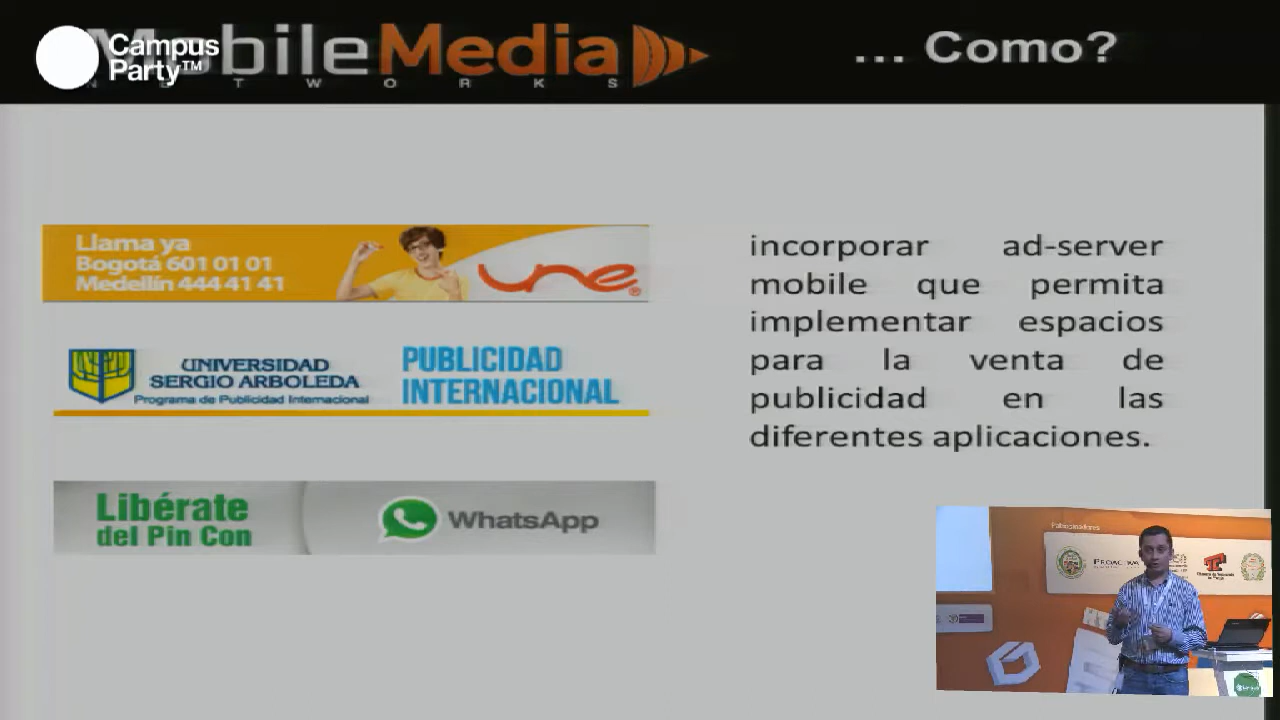 Campus
Party™
MobileMedia
NETWORKS
... Como?
Llama ya
Bogotá 601 01 01
Medellín 444 41 41
une®
UNIVERSIDAD
SERGIO ARBOLEDA
Programa de Publicidad Internacional
PUBLICIDAD
INTERNACIONAL
Libérate
del Pin Con
WhatsApp
incorporar ad-server
mobile que permita
implementar espacios
para la venta de
publicidad en las
diferentes aplicaciones.